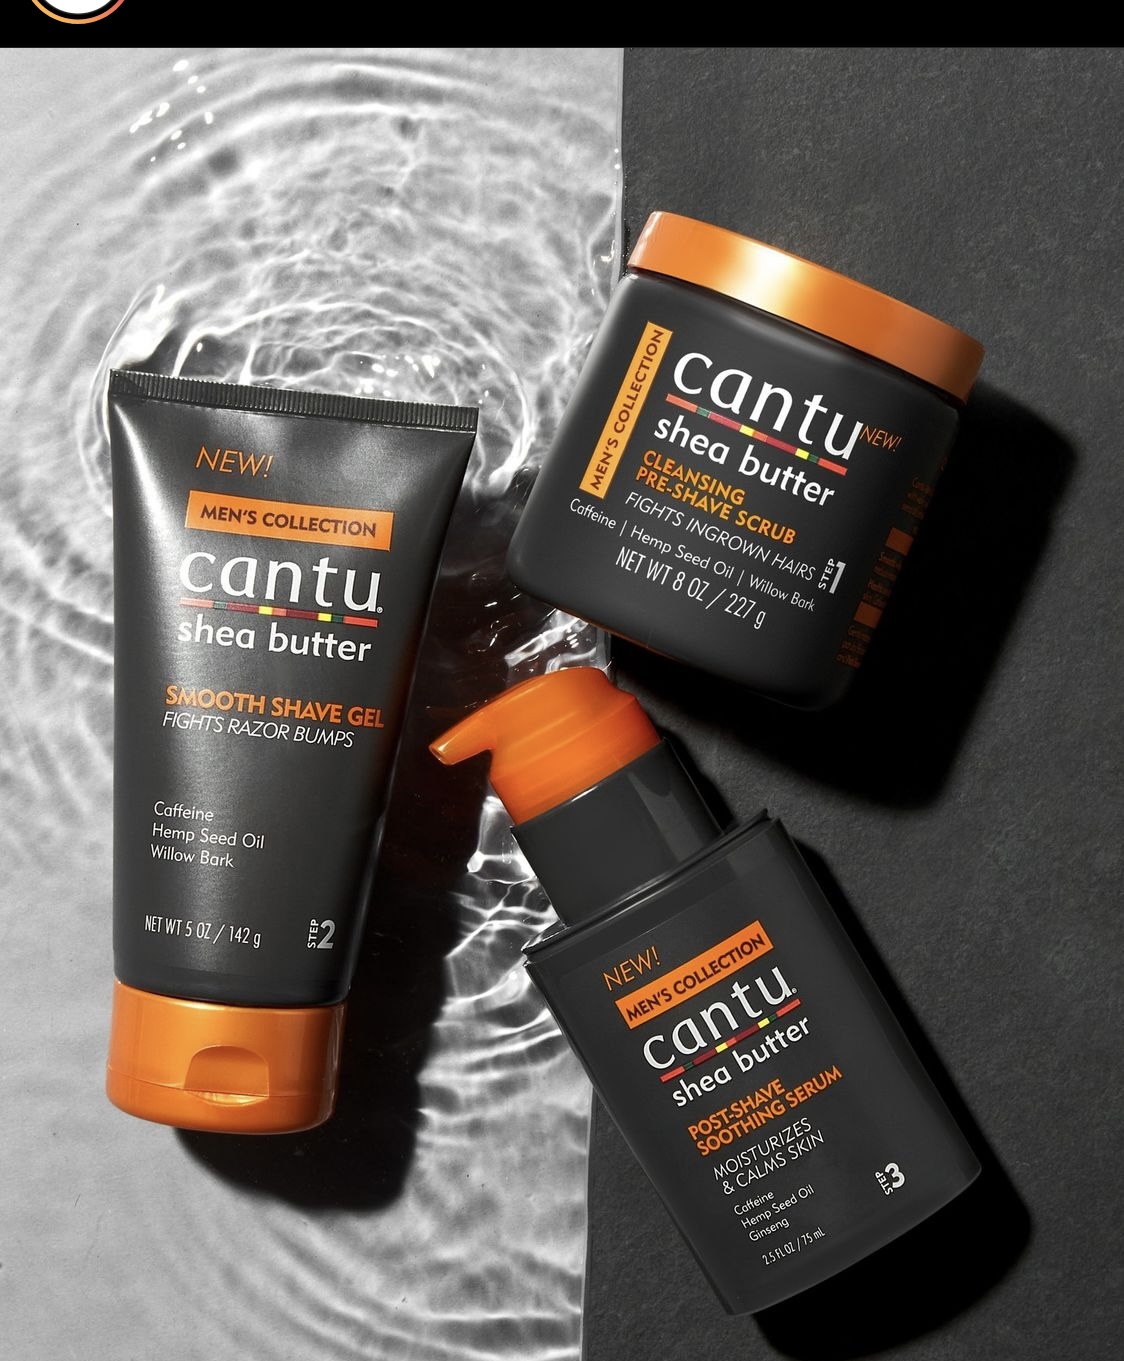 NEW!
MEN'S COLLECTION
cantu®
shea butter
SMOOTH SHAVE GEL
FIGHTS RAZOR BUMPS
Caffeine
Hemp Seed Oil
Willow Bark
NET WT 5 OZ / 142 g
STEP 2
MEN'S COLLECTION
cantu
NEW!
shea butter
CLEANSING
PRE-SHAVE SCRUB
FIGHTS INGROWN HAIRS
Caffeine | Hemp Seed Oil | Willow Bark
NET WT 8 OZ / 227 g
STEP 1
NEW!
MEN'S COLLECTION
cantu®
shea butter
POST-SHAVE
SOOTHING SERUM
MOISTURIZES
& CALMS SKIN
Caffeine
Hemp Seed Oil
Ginseng
2.5 FL OZ / 75 mL
STEP 3